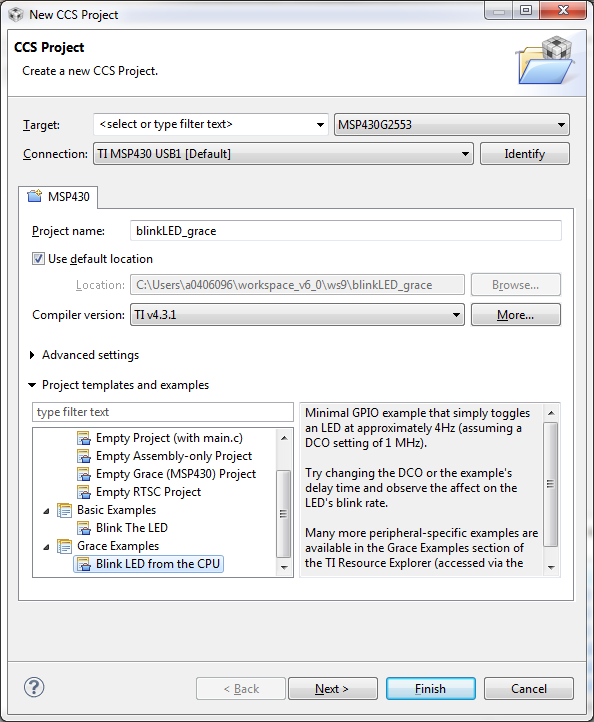 New CCS Project
CCS Project
Create a new CCS Project.
Target: <select or type filter text> MSP430G2553
Connection: TI MSP430 USB1 [Default] Identify
MSP430
Project name: blinkLED_grace
Use default location
Location: C:\Users\a0406096\workspace_v6_0\ws9\blinkLED_grace Browse...
Compiler version: TI v4.3.1 More...
Advanced settings
Project templates and examples
type filter text
Empty Project (with main.c)
Empty Assembly-only Project
Empty Grace (MSP430) Project
Empty RTSC Project
Basic Examples
Blink The LED
Grace Examples
Blink LED from the CPU
Minimal GPIO example that simply toggles
an LED at approximately 4Hz (assuming a
DCO setting of 1 MHz).
Try changing the DCO or the example's
delay time and observe the affect on the
LED's blink rate.
Many more peripheral-specific examples are
available in the Grace Examples section of
the TI Resource Explorer (accessed via the
?
< Back Next > Finish Cancel